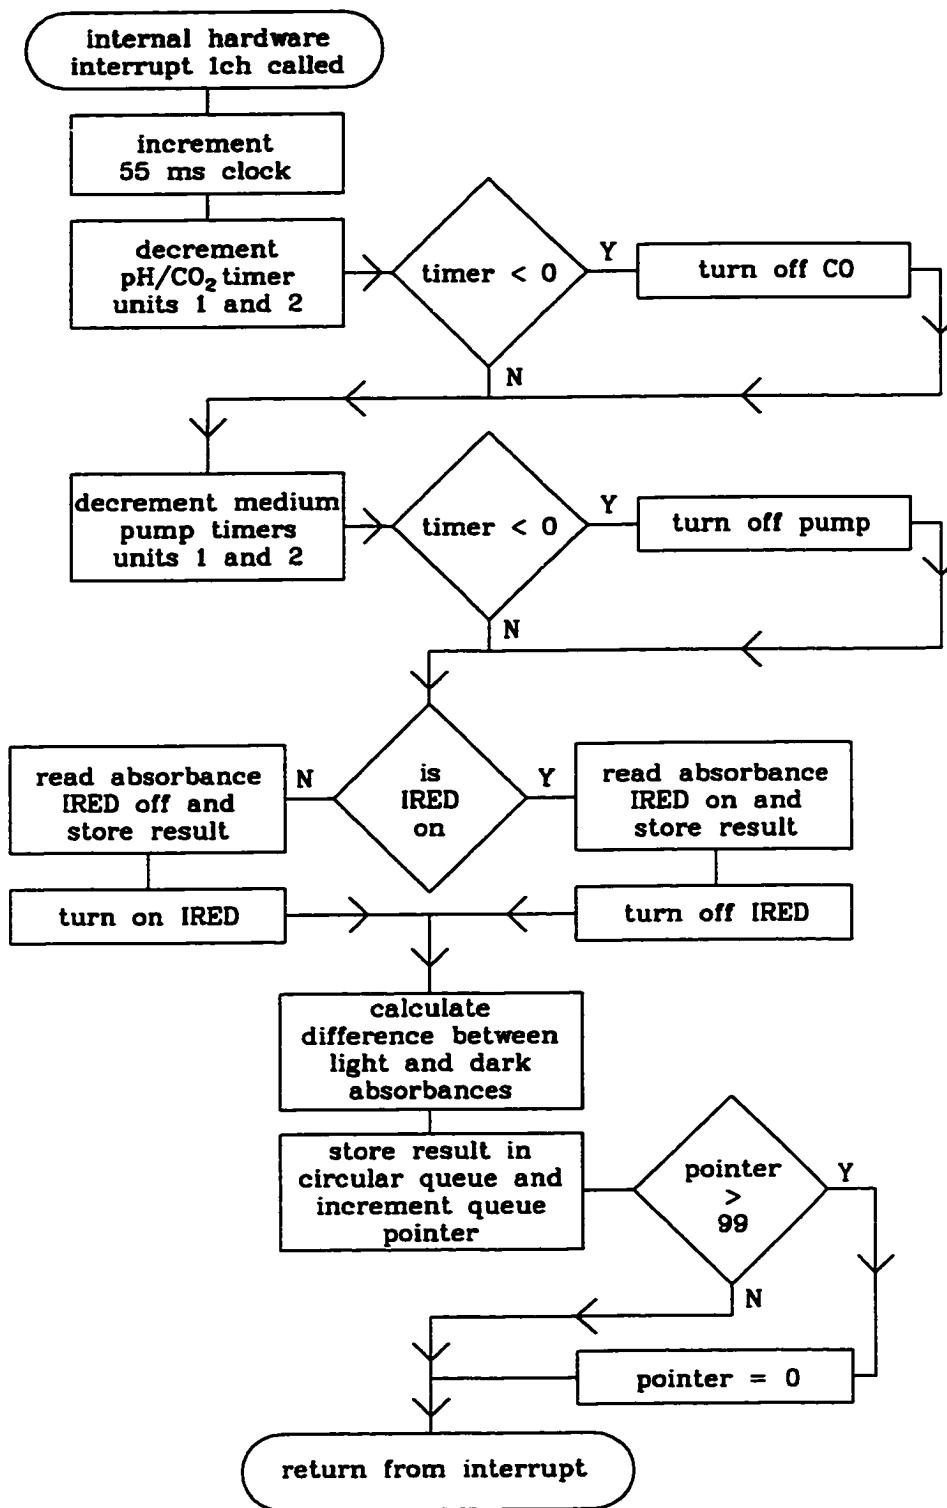 internal hardware
interrupt 1ch called
increment
55 ms clock
decrement
pH/CO₂ timer
units 1 and 2
timer < 0
Y
turn off CO
N
decrement medium
pump timers
units 1 and 2
timer < 0
Y
turn off pump
N
is
IRED
on
N
read absorbance
IRED off and
store result
Y
read absorbance
IRED on and
store result
turn on IRED
turn off IRED
calculate
difference between
light and dark
absorbances
store result in
circular queue and
increment queue
pointer
pointer
>
99
Y
N
pointer = 0
return from interrupt